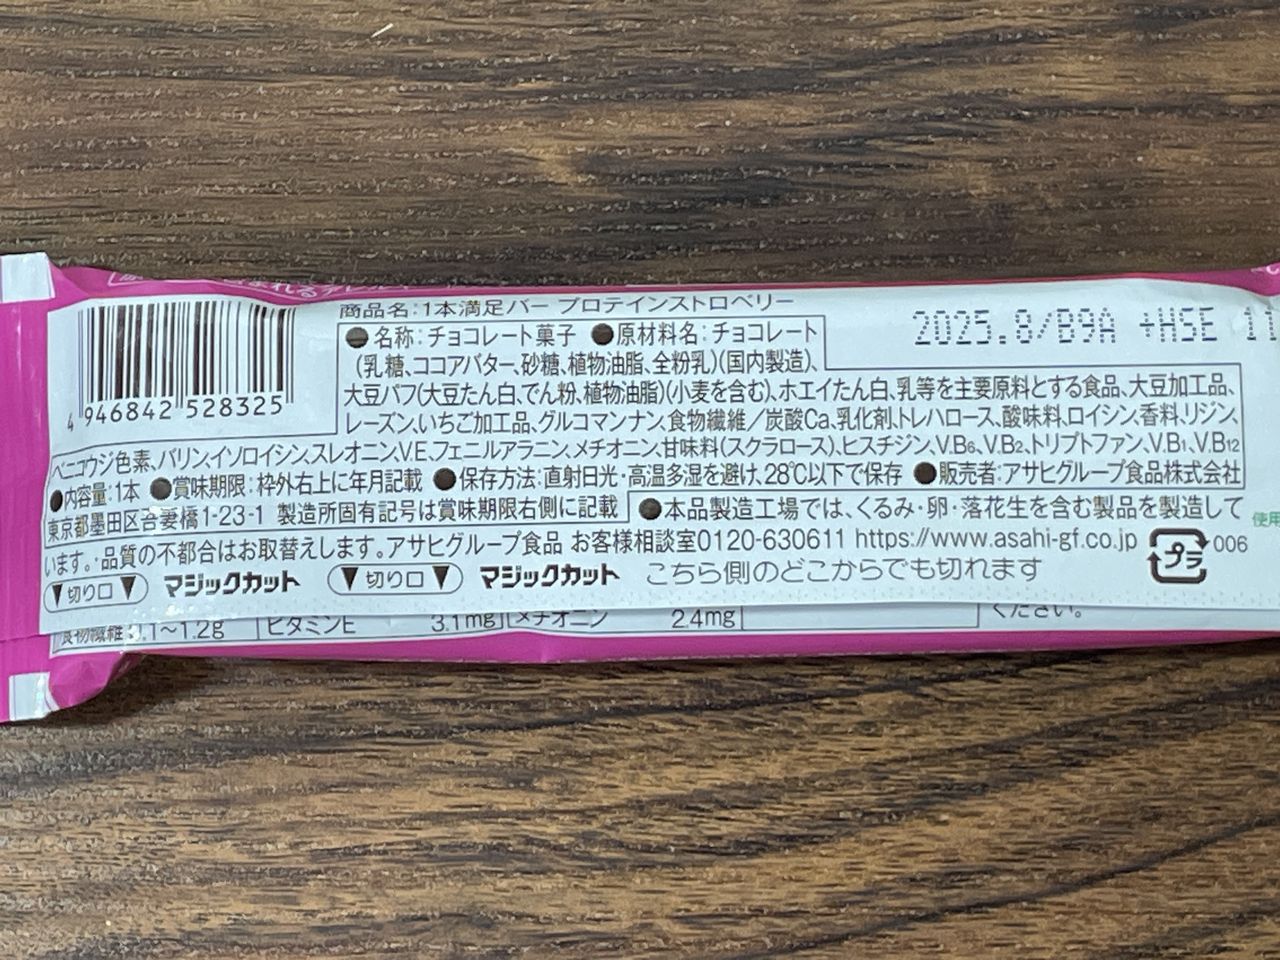 商品名:1本満足バー プロテインストロベリー
2025.8/B9A +HSE 11
●名称:チョコレート菓子 ●原材料名:チョコレート
(乳糖、ココアバター、砂糖、植物油脂、全粉乳)(国内製造)、
大豆パフ(大豆たん白、でん粉、植物油脂)(小麦を含む)、ホエイたん白、乳等を主要原料とする食品、大豆加工品、
レーズン、いちご加工品、グルコマンナン、食物繊維/炭酸Ca、乳化剤、トレハロース、酸味料、ロイシン、香料、リジン、
4 946842 528325
ベニコウジ色素、バリン、イソロイシン、スレオニン、V.E、フェニルアラニン、メチオニン、甘味料(スクラロース)、ヒスチジン、V.B6、V.B2、トリプトファン、V.B1、V.B12
●内容量:1本 ●賞味期限:枠外右上に年月記載 ●保存方法:直射日光・高温多湿を避け、28℃以下で保存 ●販売者:アサヒグループ食品株式会社
東京都墨田区吾妻橋1-23-1 製造所固有記号は賞味期限右側に記載
●本品製造工場では、くるみ・卵・落花生を含む製品を製造して
います。・品質の不都合はお取替えします。アサヒグループ食品 お客様相談室0120-630611 https://www.asahi-gf.co.jp
プラ
006
使用
▼切り口▼ マジックカット ▼切り口▼ マジックカット こちら側のどこからでも切れます
食物繊維 0.1~1.2g ビタミンE 3.1mg メチオニン 2.4mg
ください。